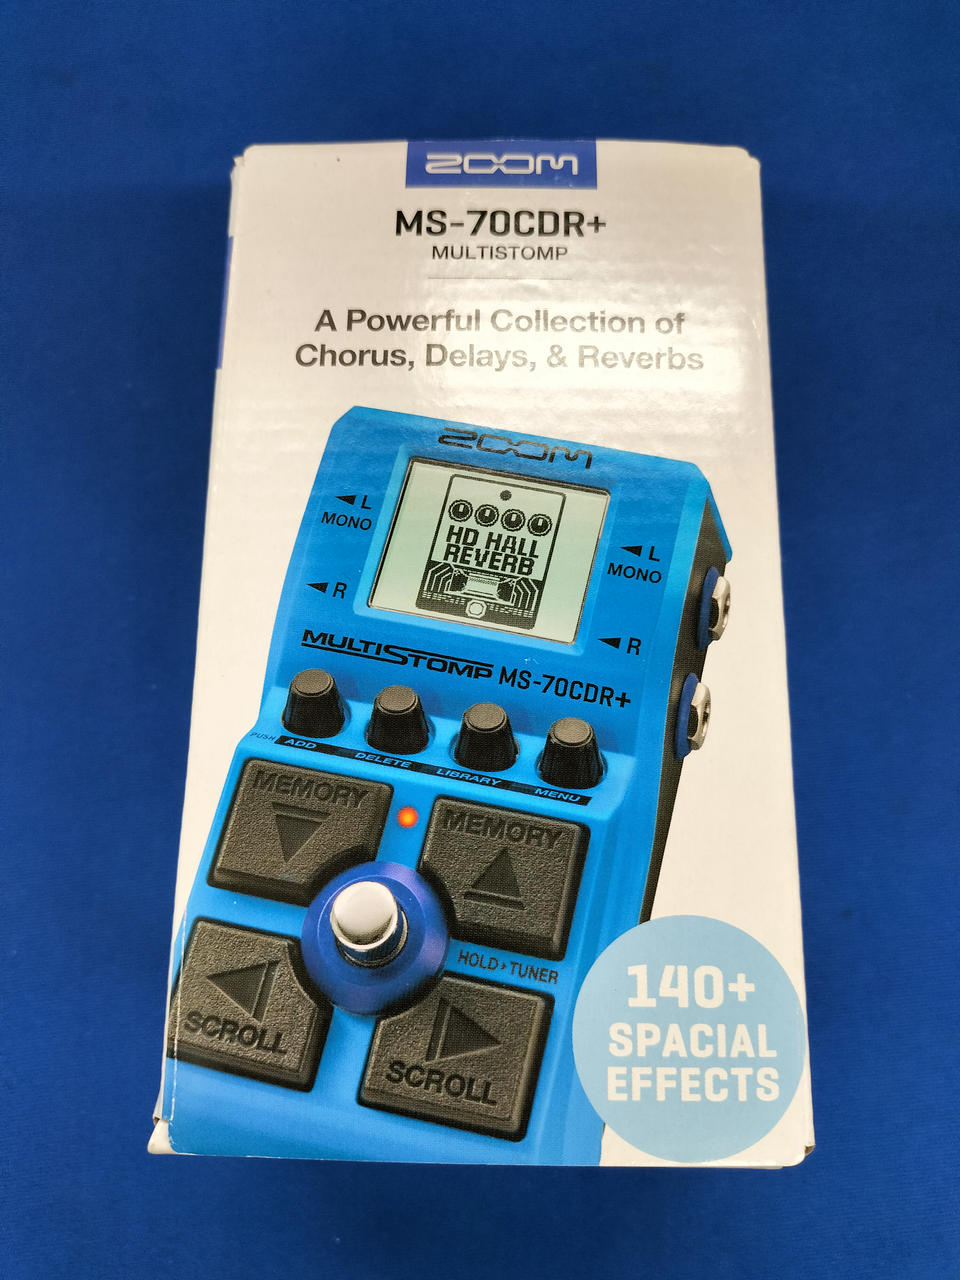 ZOOM
MS-70CDR+
MULTISTOMP
A Powerful Collection of
Chorus, Delays, & Reverbs
ZOOM
L
MONO
R
HD HALL
REVERB
L
MONO
R
MULTISTOMP MS-70CDR+
PUSH ADD DELETE LIBRARY MENU
MEMORY
MEMORY
HOLD▸TUNER
SCROLL
SCROLL
140+
SPACIAL
EFFECTS